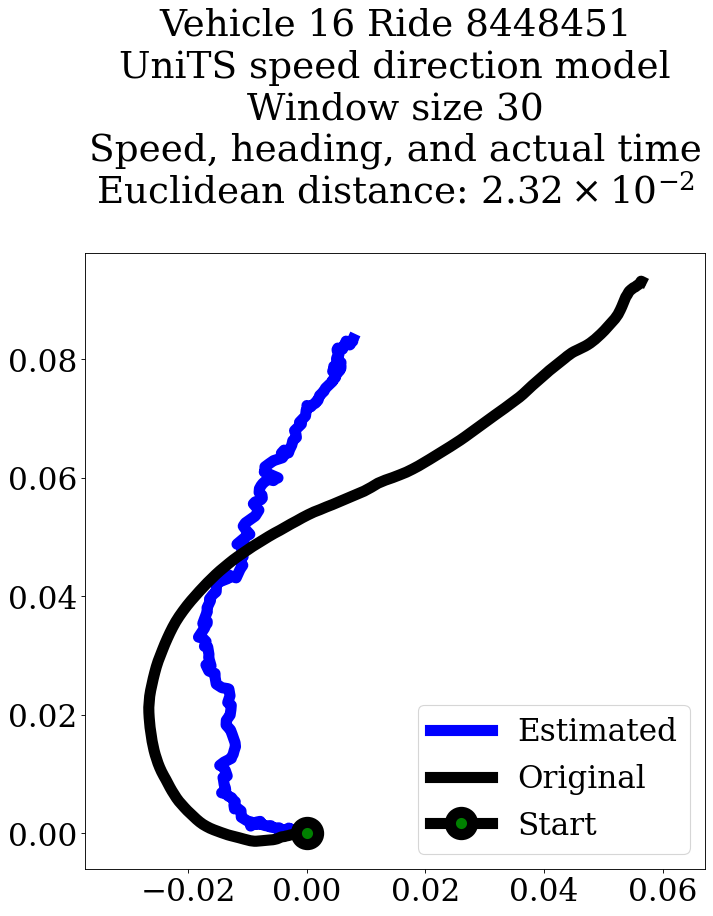 Vehicle 16 Ride 8448451
UniTS speed direction model
Window size 30
Speed, heading, and actual time
Euclidean distance: 2.32 × 10⁻²
0.08
0.06
0.04
0.02
0.00
−0.02 0.00 0.02 0.04 0.06
Estimated
Original
Start